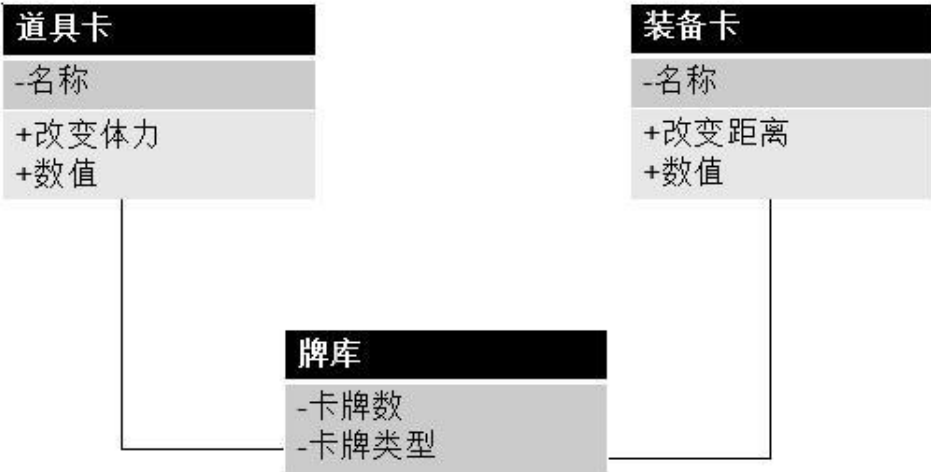 道具卡
-名称
+改变体力
+数值
装备卡
-名称
+改变距离
+数值
牌库
-卡牌数
-卡牌类型